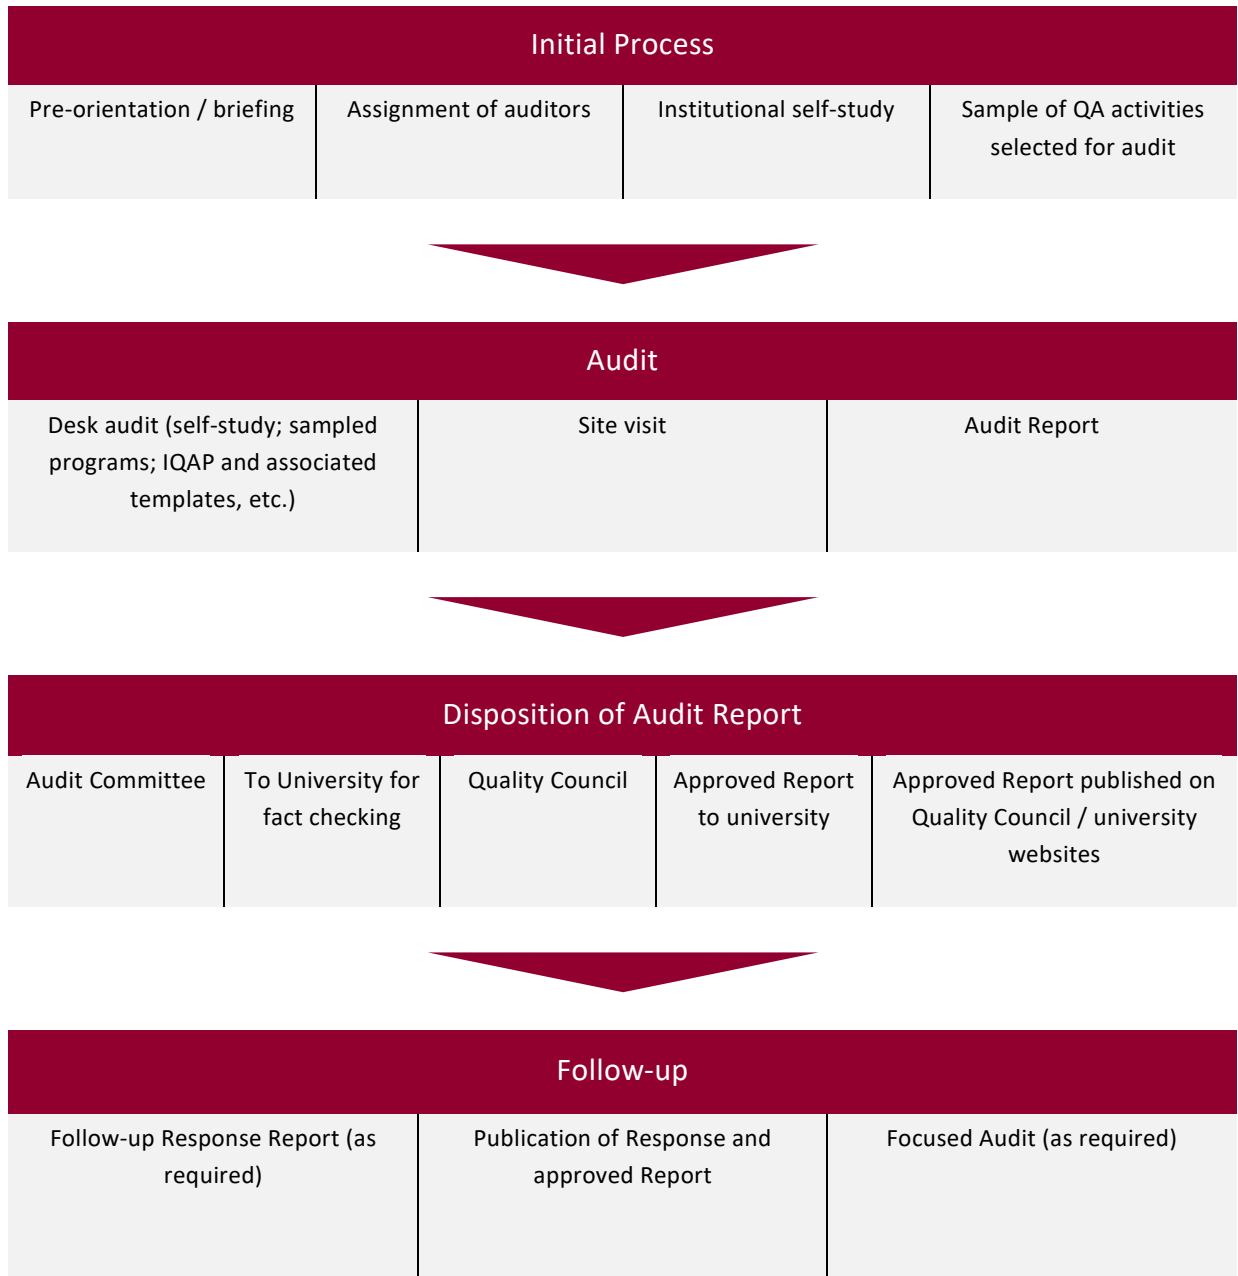 Initial Process
Pre-orientation / briefing
Assignment of auditors
Institutional self-study
Sample of QA activities
selected for audit
Audit
Desk audit (self-study; sampled
programs; IQAP and associated
templates, etc.)
Site visit
Audit Report
Disposition of Audit Report
Audit Committee
To University for
fact checking
Quality Council
Approved Report
to university
Approved Report published on
Quality Council / university
websites
Follow-up
Follow-up Response Report (as
required)
Publication of Response and
approved Report
Focused Audit (as required)